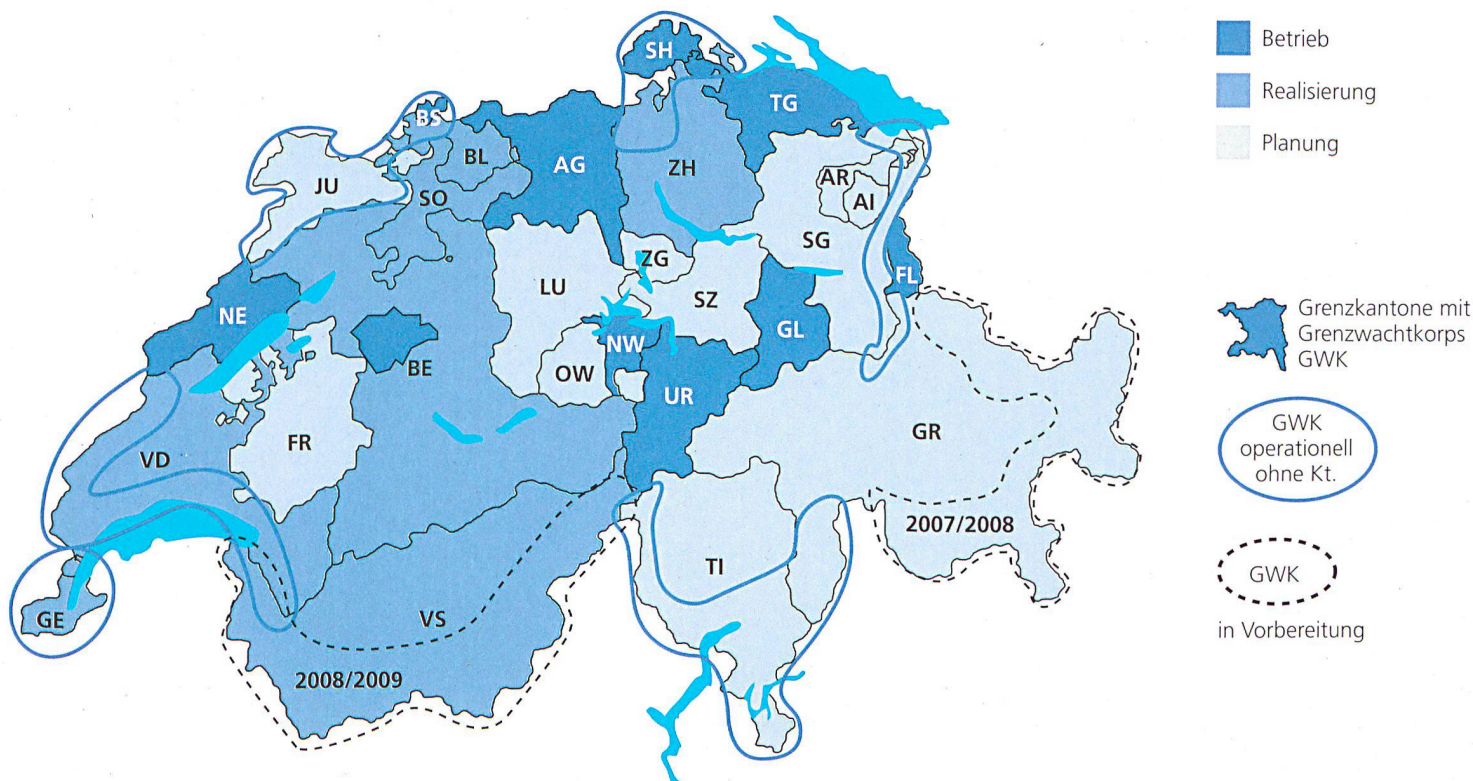 SH
BS
TG
BL
AG
ZH
JU
AR
SO
AI
SG
ZG
FL
LU
SZ
NE
NW
GL
BE
OW
UR
FR
GR
VD
2007/2008
TI
VS
GE
2008/2009
Betrieb
Realisierung
Planung
Grenzkantone mit
Grenzwachtkorps
GWK
GWK
operationell
ohne Kt.
GWK
in Vorbereitung